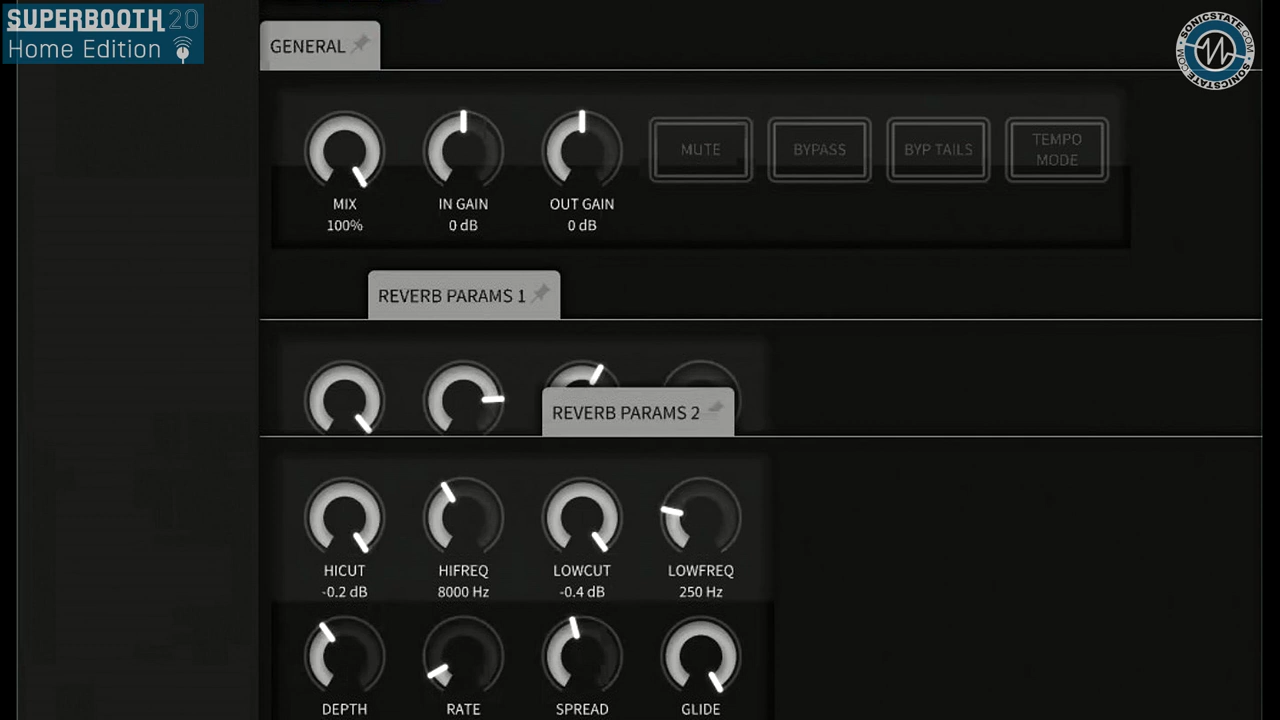 SUPERBOOTH 20
Home Edition
SONICSTATE.COM SONICSTATE.COM
GENERAL
MUTE
BYPASS
BYP TAILS
TEMPO
MODE
MIX
IN GAIN
OUT GAIN
100%
0 dB
0 dB
REVERB PARAMS 1
REVERB PARAMS 2
HICUT
HIFREQ
LOWCUT
LOWFREQ
-0.2 dB
8000 Hz
-0.4 dB
250 Hz
DEPTH
RATE
SPREAD
GLIDE